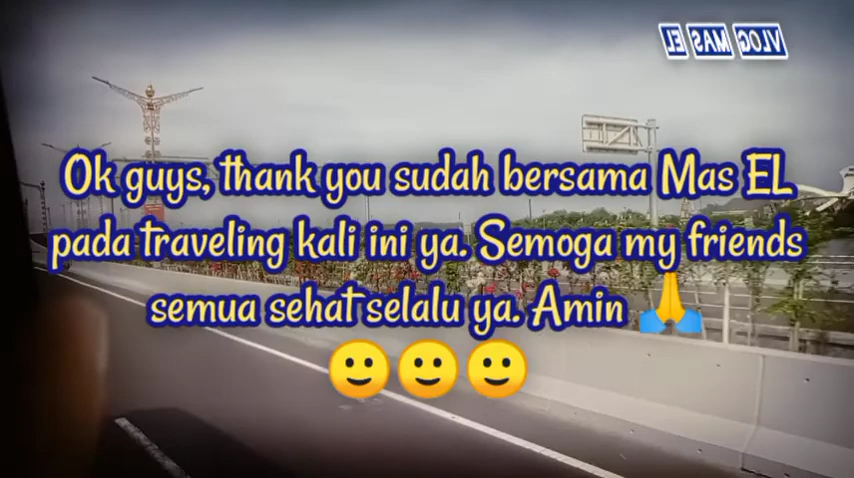 VLOG MAS EL
Ok guys, thank you sudah bersama Mas EL
pada traveling kali ini ya. Semoga my friends
semua sehat selalu ya. Amin 🙏
🙂🙂🙂